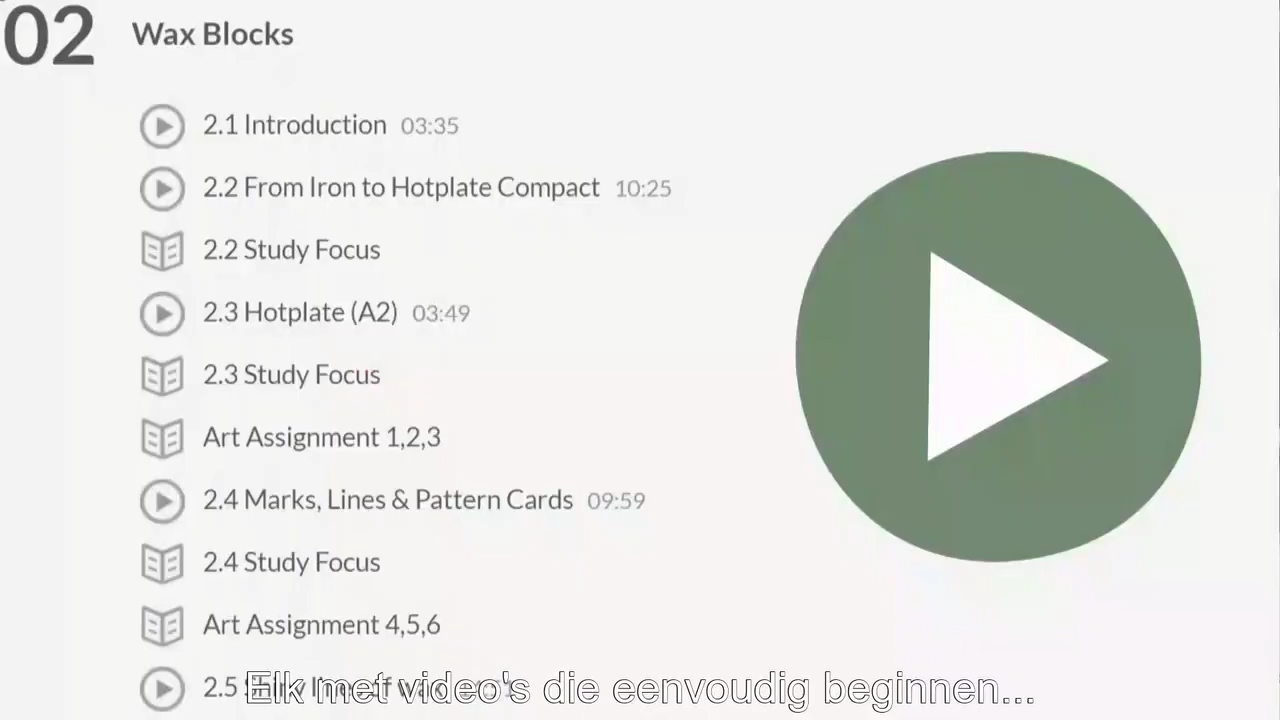 02 Wax Blocks
2.1 Introduction 03:35
2.2 From Iron to Hotplate Compact 10:25
2.2 Study Focus
2.3 Hotplate (A2) 03:49
2.3 Study Focus
Art Assignment 1,2,3
2.4 Marks, Lines & Pattern Cards 09:59
2.4 Study Focus
Art Assignment 4,5,6
2.5
Elk met video's die eenvoudig beginnen...